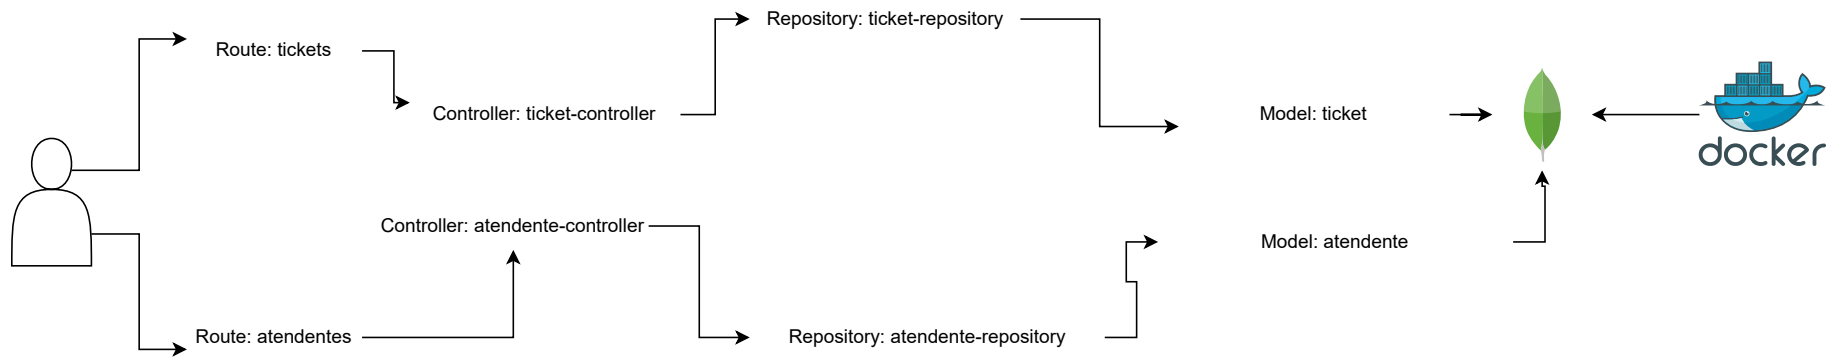 Route: tickets
Controller: ticket-controller
Repository: ticket-repository
Model: ticket
docker
Controller: atendente-controller
Model: atendente
Route: atendentes
Repository: atendente-repository